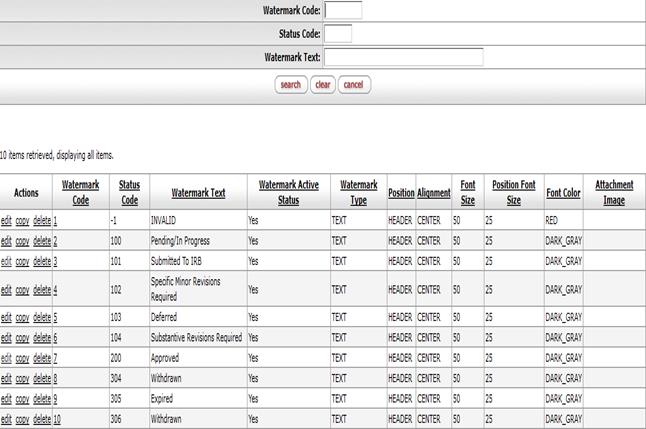 Watermark Code:
Status Code:
Watermark Text:
search clear cancel
10 items retrieved, displaying all items.
Actions Watermark Code Status Code Watermark Text Watermark Active Status Watermark Type Position Alignment Font Size Position Font Size Font Color Attachment Image
edit copy delete 1 -1 INVALID Yes TEXT HEADER CENTER 50 25 RED
edit copy delete 2 100 Pending/In Progress Yes TEXT HEADER CENTER 50 25 DARK_GRAY
edit copy delete 3 101 Submitted To IRB Yes TEXT HEADER CENTER 50 25 DARK_GRAY
edit copy delete 4 102 Specific Minor Revisions Required Yes TEXT HEADER CENTER 50 25 DARK_GRAY
edit copy delete 5 103 Deferred Yes TEXT HEADER CENTER 50 25 DARK_GRAY
edit copy delete 6 104 Substantive Revisions Required Yes TEXT HEADER CENTER 50 25 DARK_GRAY
edit copy delete 7 200 Approved Yes TEXT HEADER CENTER 50 25 DARK_GRAY
edit copy delete 8 304 Withdrawn Yes TEXT HEADER CENTER 50 25 DARK_GRAY
edit copy delete 9 305 Expired Yes TEXT HEADER CENTER 50 25 DARK_GRAY
edit copy delete 10 306 Withdrawn Yes TEXT HEADER CENTER 50 25 DARK_GRAY